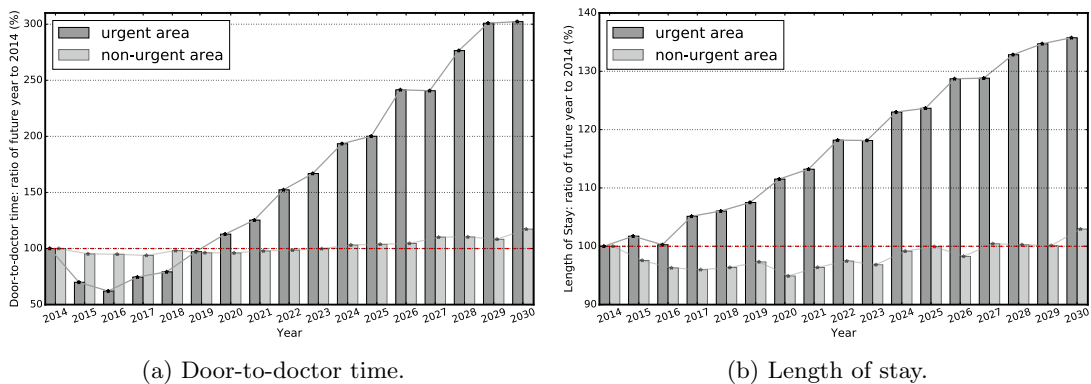 Door-to-doctor time: ratio of future year to 2014 (%)
300
250
200
150
100
50
urgent area
non-urgent area
2014 2015 2016 2017 2018 2019 2020 2021 2022 2023 2024 2025 2026 2027 2028 2029 2030
Year
(a) Door-to-doctor time.
Length of Stay: ratio of future year to 2014 (%)
140
130
120
110
100
90
urgent area
non-urgent area
2014 2015 2016 2017 2018 2019 2020 2021 2022 2023 2024 2025 2026 2027 2028 2029 2030
Year
(b) Length of stay.